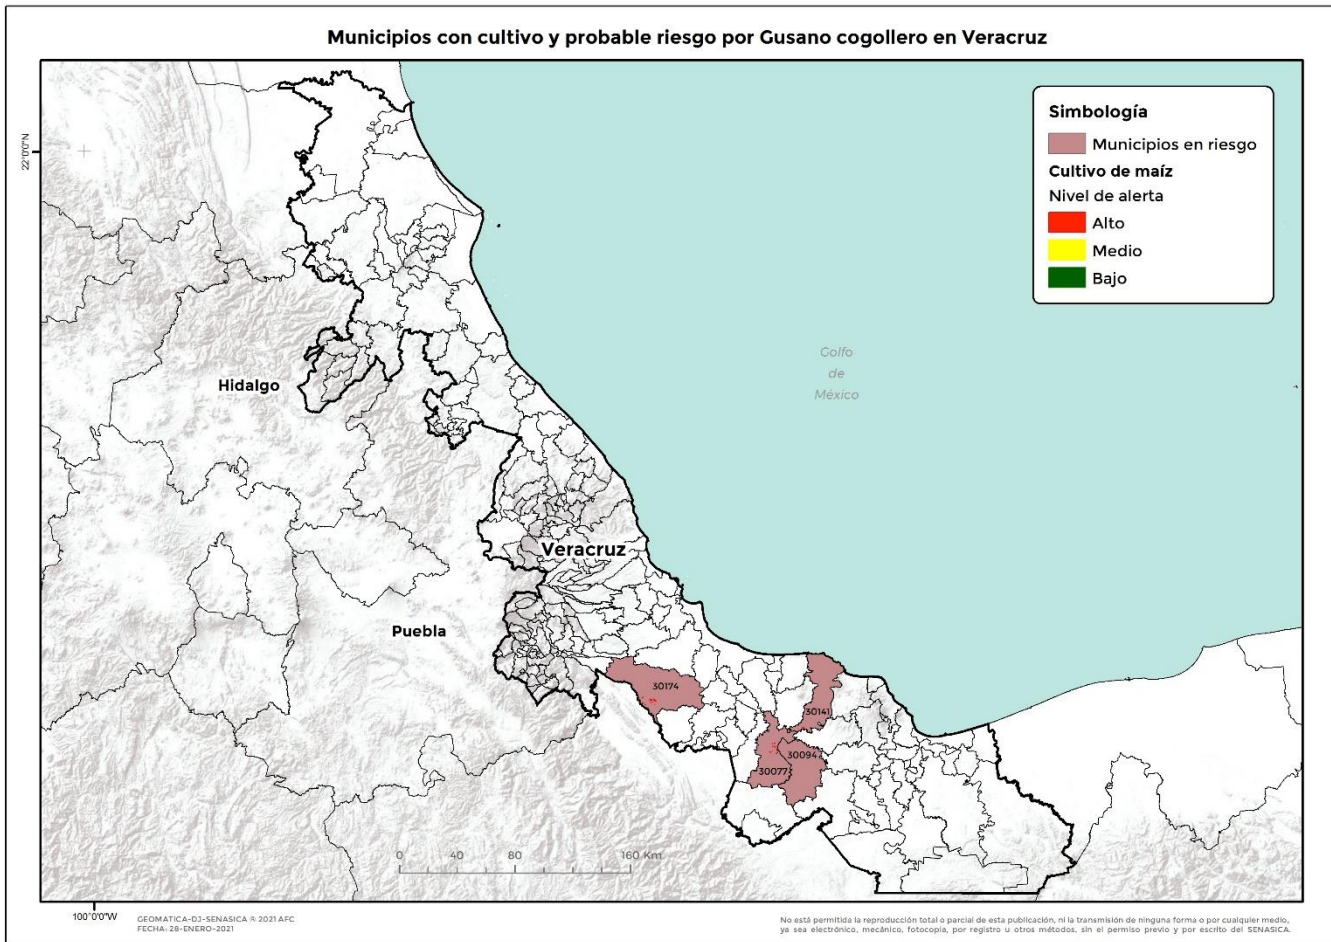 Municipios con cultivo y probable riesgo por Gusano cogollero en Veracruz
Simbología
Municipios en riesgo
Cultivo de maíz
Nivel de alerta
Alto
Medio
Bajo
22°0'0"N
Golfo
de
México
Hidalgo
Veracruz
Puebla
30174
30141
30094
30077
0 40 80 160 Km
100°0'0"W
GEOMATICA-DJ-SENASICA © 2021 AFC
FECHA: 28-ENERO-2021
No está permitida la reproducción total o parcial de esta publicación, ni la transmisión de ninguna forma o por cualquier medio,
ya sea electrónico, mecánico, fotocopia, por registro u otros métodos, sin el permiso previo y por escrito del SENASICA.